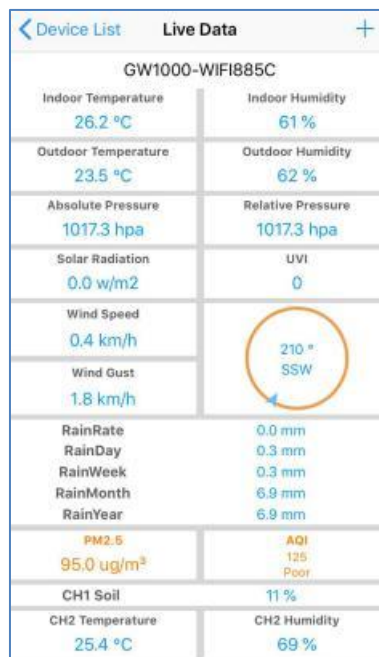 Device List Live Data +
GW1000-WIFI885C
Indoor Temperature Indoor Humidity
26.2 °C 61 %
Outdoor Temperature Outdoor Humidity
23.5 °C 62 %
Absolute Pressure Relative Pressure
1017.3 hpa 1017.3 hpa
Solar Radiation UVI
0.0 w/m2 0
Wind Speed
0.4 km/h
210 °
SSW
Wind Gust
1.8 km/h
RainRate 0.0 mm
RainDay 0.3 mm
RainWeek 0.3 mm
RainMonth 6.9 mm
RainYear 6.9 mm
PM2.5 AQI
95.0 ug/m³ 125
Poor
CH1 Soil 11 %
CH2 Temperature CH2 Humidity
25.4 °C 69 %